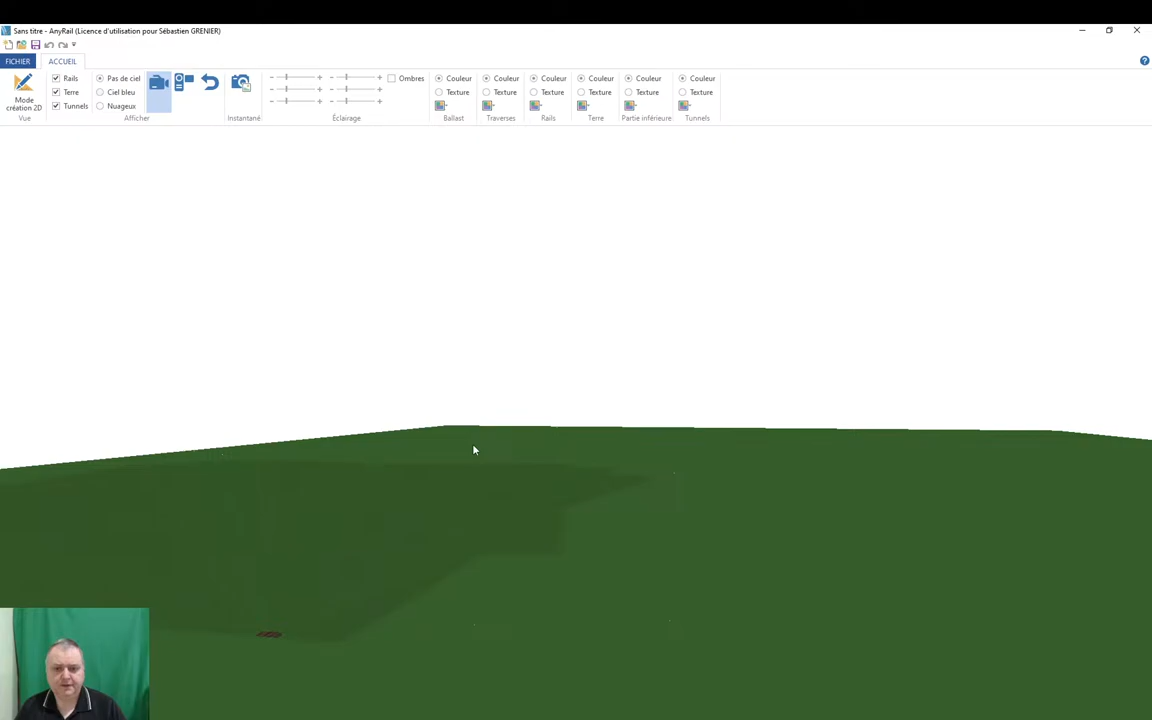 Sans titre - AnyRail (Licence d'utilisation pour Sébastien GRENIER)
FICHIER ACCUEIL
Mode création 2D
Vue
Rails
Terre
Tunnels
Pas de ciel
Ciel bleu
Nuageux
Afficher
Instantané
Ombres
Éclairage
Couleur
Texture
Ballast
Couleur
Texture
Traverses
Couleur
Texture
Rails
Couleur
Texture
Terre
Couleur
Texture
Partie inférieure
Couleur
Texture
Tunnels